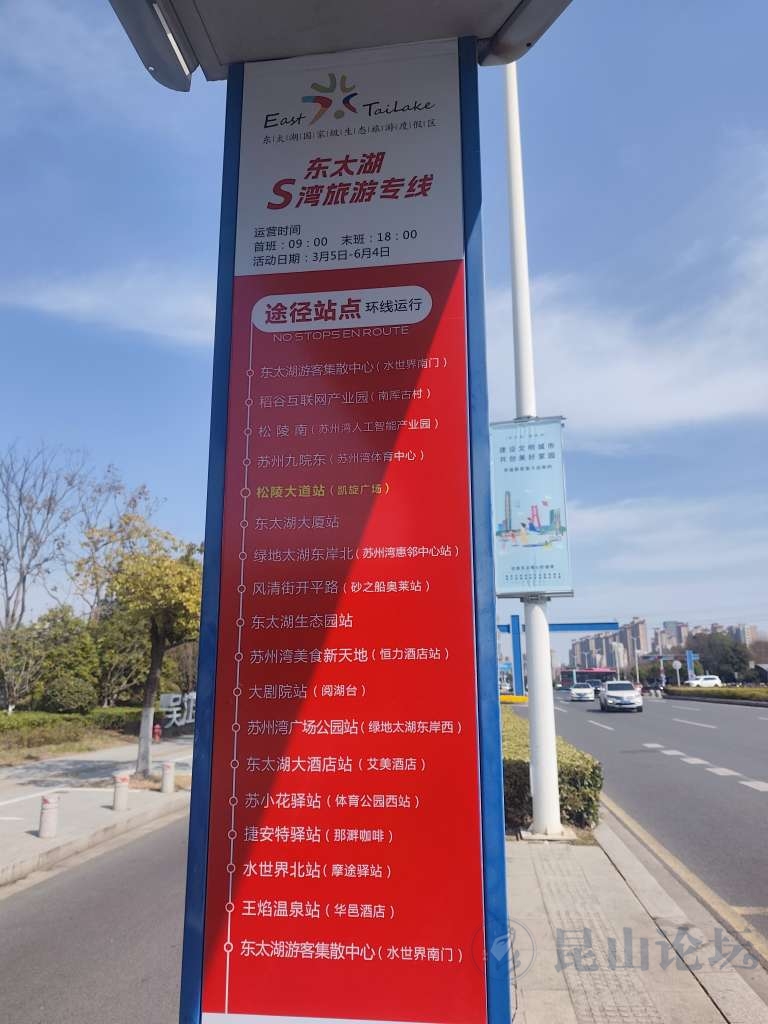 East TaiLake
东太湖国家级生态旅游度假区
东太湖
S湾旅游专线
运营时间
首班：09：00 末班：18：00
活动日期：3月5日-6月4日
途径站点 环线运行
NO STOPS EN ROUTE
东太湖游客集散中心（水世界南门）
稻谷互联网产业园（南厍古村）
松陵南（苏州湾人工智能产业园）
苏州九院东（苏州湾体育中心）
松陵大道站（凯旋广场）
东太湖大厦站
绿地太湖东岸北（苏州湾惠邻中心站）
风清街开平路（砂之船奥莱站）
东太湖生态园站
苏州湾美食新天地（恒力酒店站）
大剧院站（阅湖台）
苏州湾广场公园站（绿地太湖东岸西）
东太湖大酒店站（艾美酒店）
苏小花驿站（体育公园西站）
捷安特驿站（那澼咖啡）
水世界北站（摩途驿站）
王焰温泉站（华邑酒店）
东太湖游客集散中心（水世界南门）
建设文明城市
共创美好家园
昆山论坛